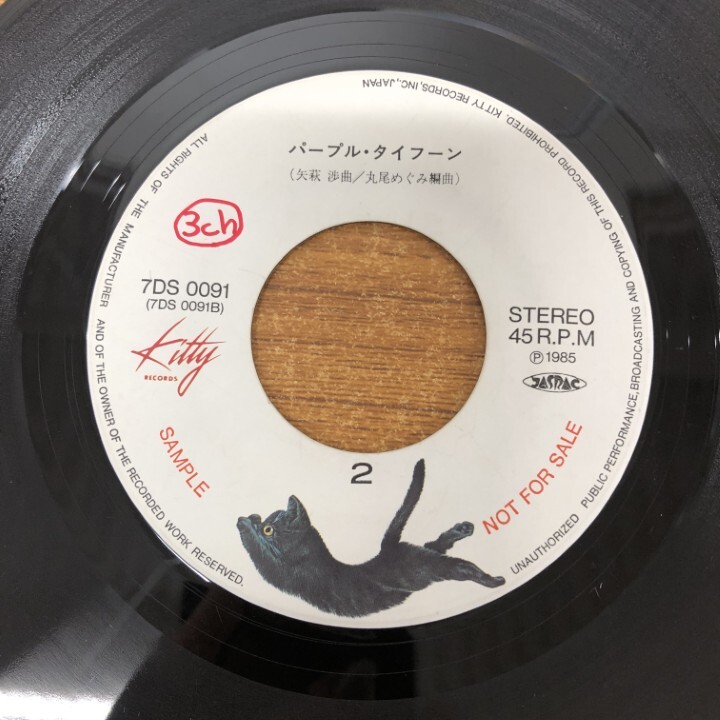 パープル・タイフーン
(矢萩 渉曲/丸尾めぐみ編曲)
3ch
7DS 0091
(7DS 0091B)
Kitty
RECORDS
STEREO
45 R.P.M
Ⓟ1985
JASRAC
SAMPLE
2
NOT FOR SALE
ALL RIGHTS OF THE MANUFACTURER AND OF THE OWNER OF THE RECORDED WORK RESERVED.
UNAUTHORIZED PUBLIC PERFORMANCE, BROADCASTING AND COPYING OF THIS RECORD PROHIBITED. KITTY RECORDS, INC., JAPAN